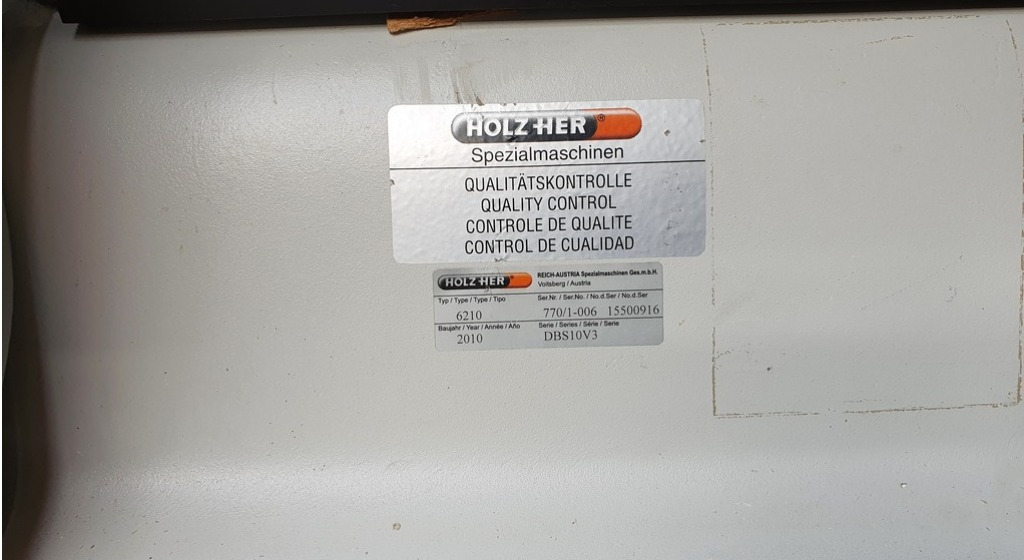 HOLZ-HER®
Spezialmaschinen
QUALITÄTSKONTROLLE
QUALITY CONTROL
CONTROLE DE QUALITE
CONTROL DE CUALIDAD
HOLZ-HER REICH-AUSTRIA Spezialmaschinen Ges.m.b.H.
Voitsberg / Austria
Typ / Type / Type / Tipo Ser.Nr. / Ser.No. / No.d.Ser / No.d.Ser
6210 770/1-006 15500916
Baujahr / Year / Année / Año Serie / Series / Série / Serie
2010 DBS10V3